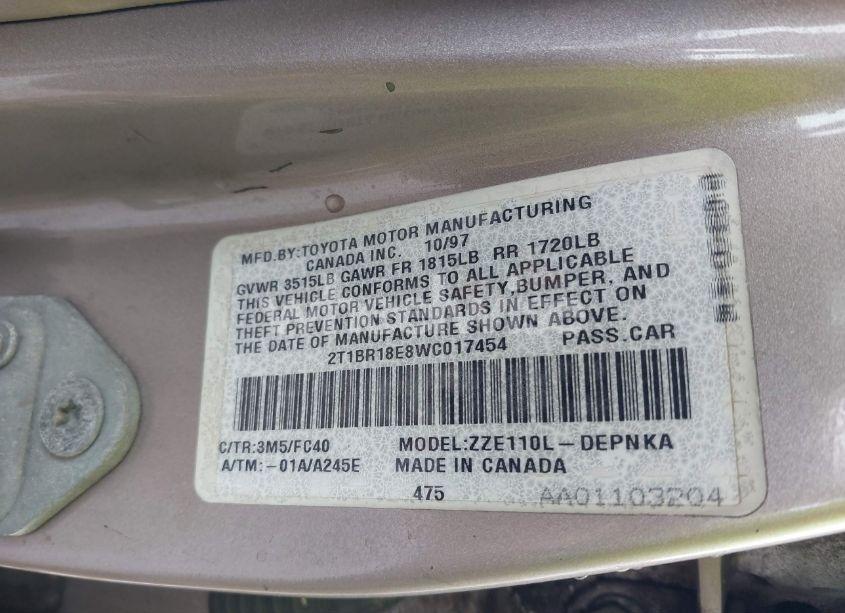 MFD.BY:TOYOTA MOTOR MANUFACTURING
CANADA INC. 10/97
GVWR 3515LB GAWR FR 1815LB RR 1720LB
THIS VEHICLE CONFORMS TO ALL APPLICABLE
FEDERAL MOTOR VEHICLE SAFETY,BUMPER, AND
THEFT PREVENTION STANDARDS IN EFFECT ON
THE DATE OF MANUFACTURE SHOWN ABOVE.
2T1BR18E8WC017454 PASS.CAR
C/TR:3M5/FC40 MODEL:ZZE110L-DEPNKA
A/TM:-01A/A245E MADE IN CANADA
475 AA01103204